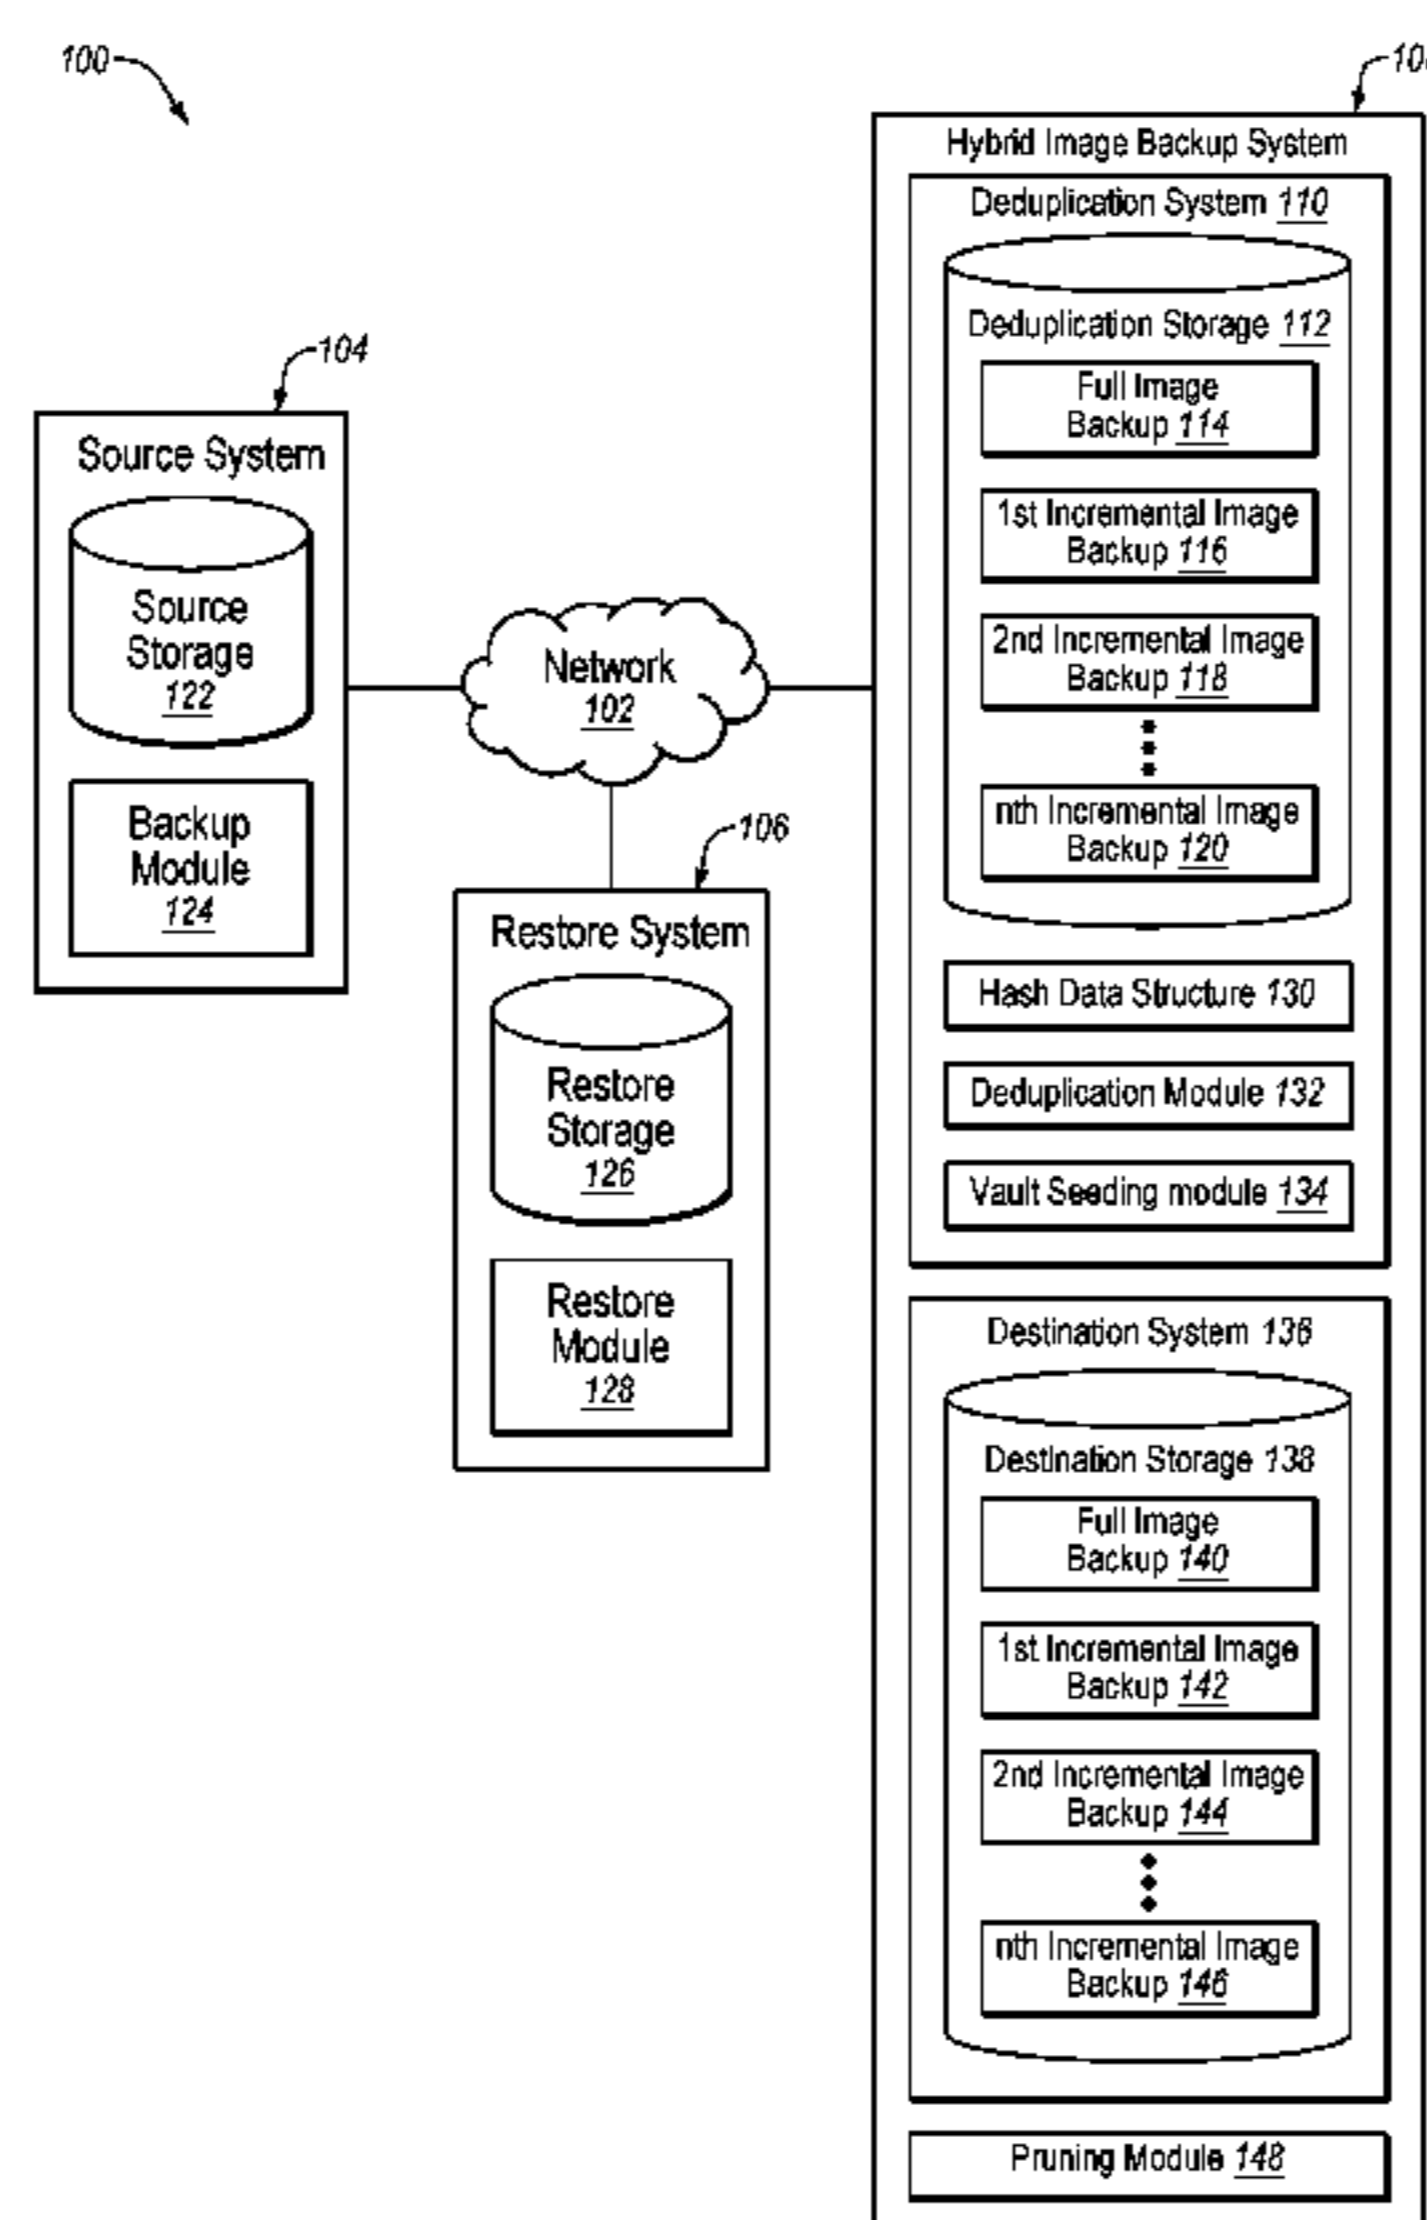 100
Hybrid Image Backup System
Deduplication System 110
Deduplication Storage 112
Full Image
Backup 114
1st Incremental Image
Backup 116
2nd Incremental Image
Backup 118
nth Incremental Image
Backup 120
Hash Data Structure 130
Deduplication Module 132
Vault Seeding module 134
104
Source System
Source
Storage
122
Backup
Module
124
Network
102
106
Restore System
Restore
Storage
126
Restore
Module
128
Destination System 136
Destination Storage 138
Full Image
Backup 140
1st Incremental Image
Backup 142
2nd Incremental Image
Backup 144
nth Incremental Image
Backup 146
Pruning Module 148